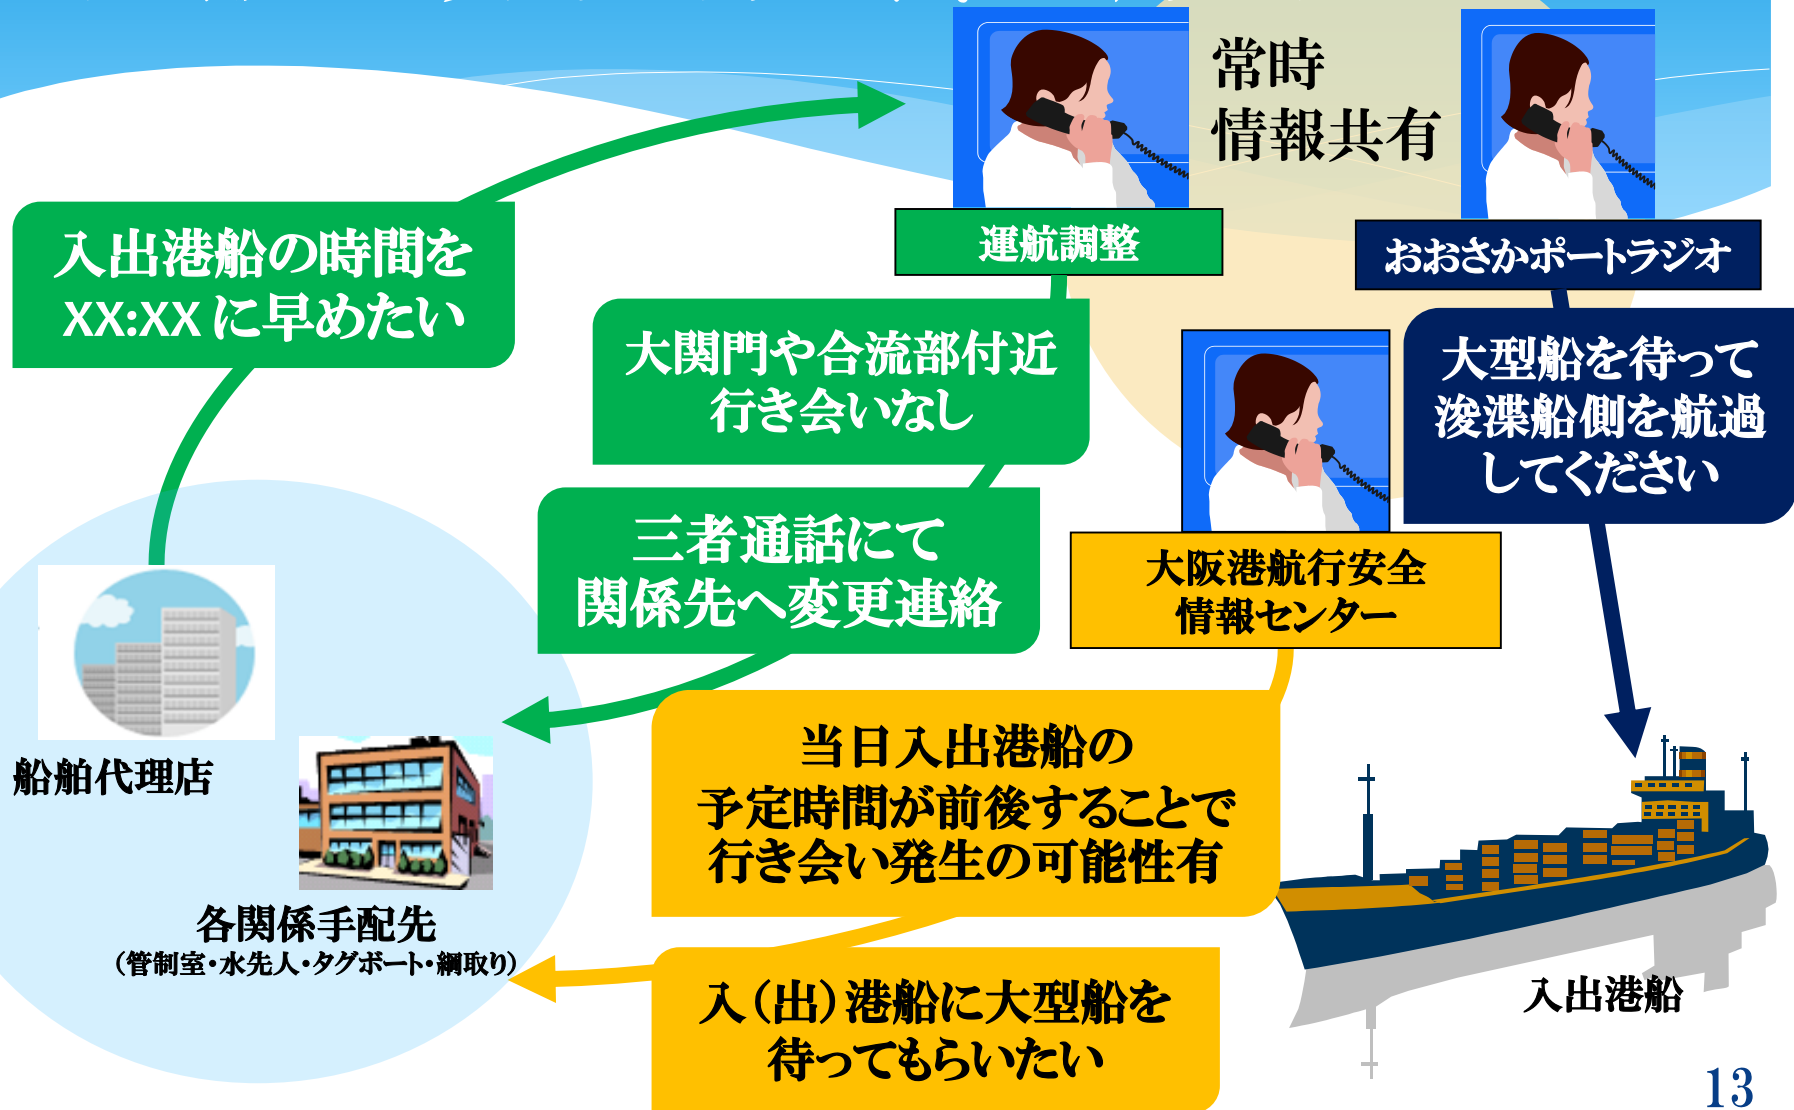 常時
情報共有
運航調整
おおさかポートラジオ
入出港船の時間を
XX:XX に早めたい
大関門や合流部付近
行き会いなし
大型船を待って
浚渫船側を航過
してください
三者通話にて
関係先へ変更連絡
大阪港航行安全
情報センター
船舶代理店
当日入出港船の
予定時間が前後することで
行き会い発生の可能性有
各関係手配先
（管制室・水先人・タグボート・綱取り）
入（出）港船に大型船を
待ってもらいたい
入出港船
13